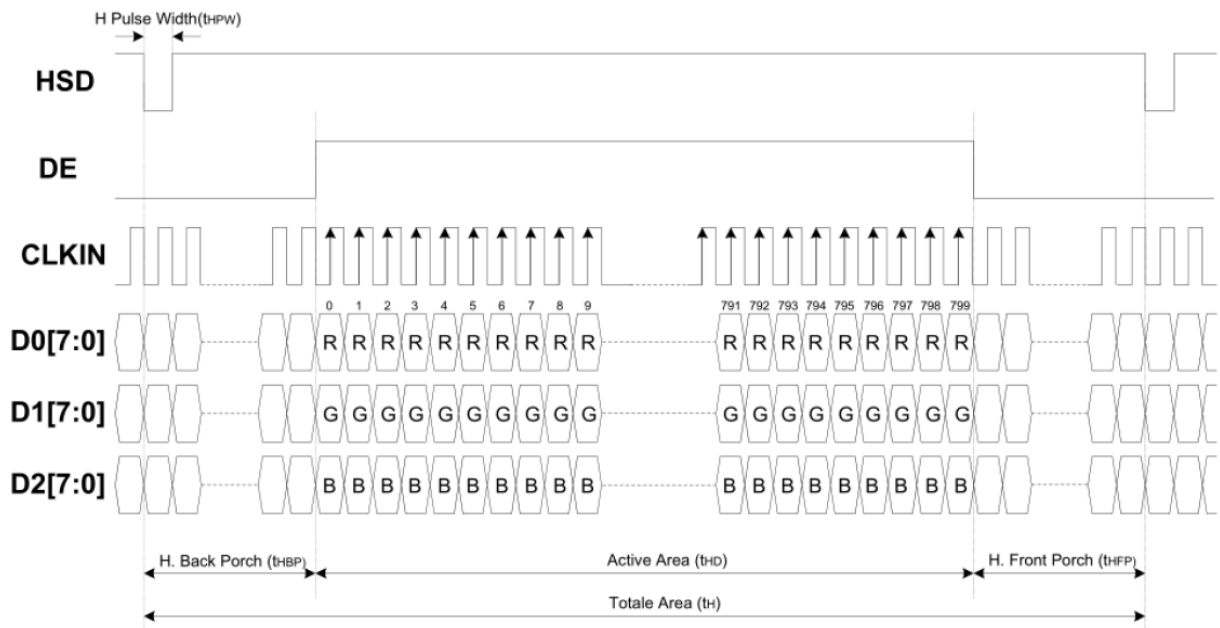 H Pulse Width(tHPW)
HSD
DE
CLKIN
0 1 2 3 4 5 6 7 8 9 791 792 793 794 795 796 797 798 799
D0[7:0] R R R R R R R R R R R R R R R R R R R
D1[7:0] G G G G G G G G G G G G G G G G G G G
D2[7:0] B B B B B B B B B B B B B B B B B B B
H. Back Porch (tHBP) Active Area (tHD) H. Front Porch (tHFP)
Totale Area (tH)